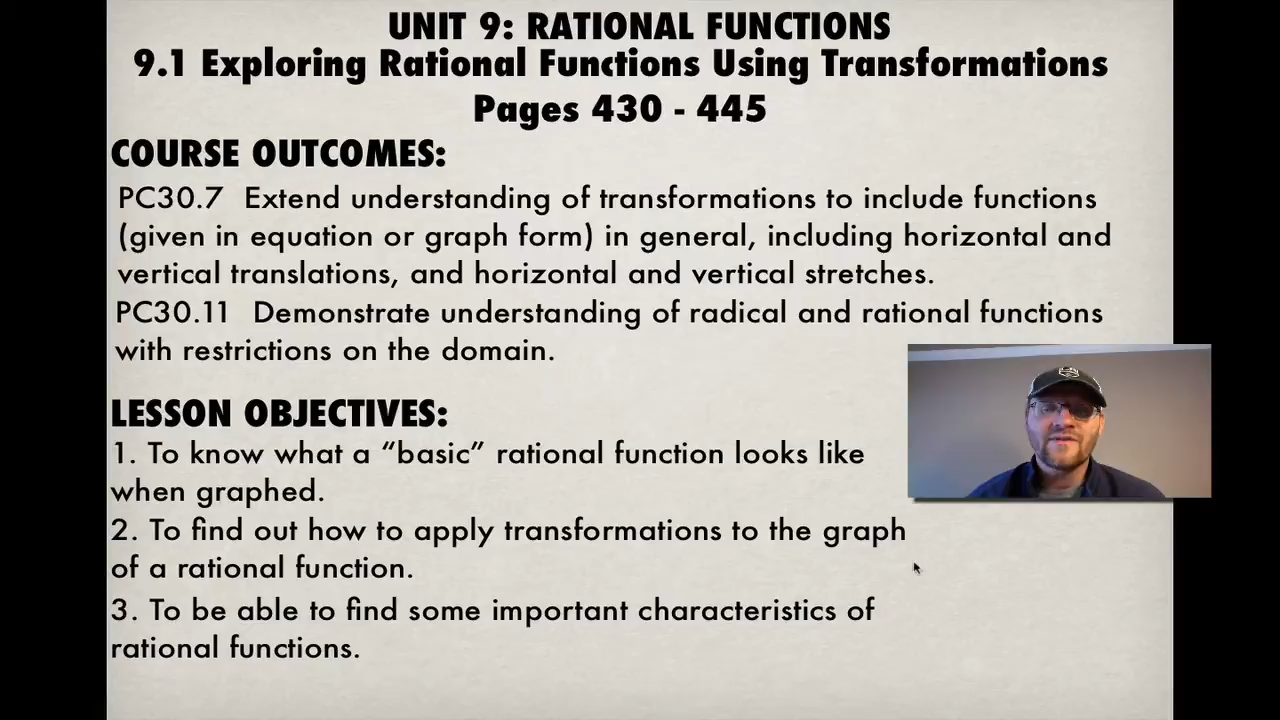 UNIT 9: RATIONAL FUNCTIONS
9.1 Exploring Rational Functions Using Transformations
Pages 430 - 445
COURSE OUTCOMES:
PC30.7 Extend understanding of transformations to include functions
(given in equation or graph form) in general, including horizontal and
vertical translations, and horizontal and vertical stretches.
PC30.11 Demonstrate understanding of radical and rational functions
with restrictions on the domain.
LESSON OBJECTIVES:
1. To know what a “basic” rational function looks like
when graphed.
2. To find out how to apply transformations to the graph
of a rational function.
3. To be able to find some important characteristics of
rational functions.